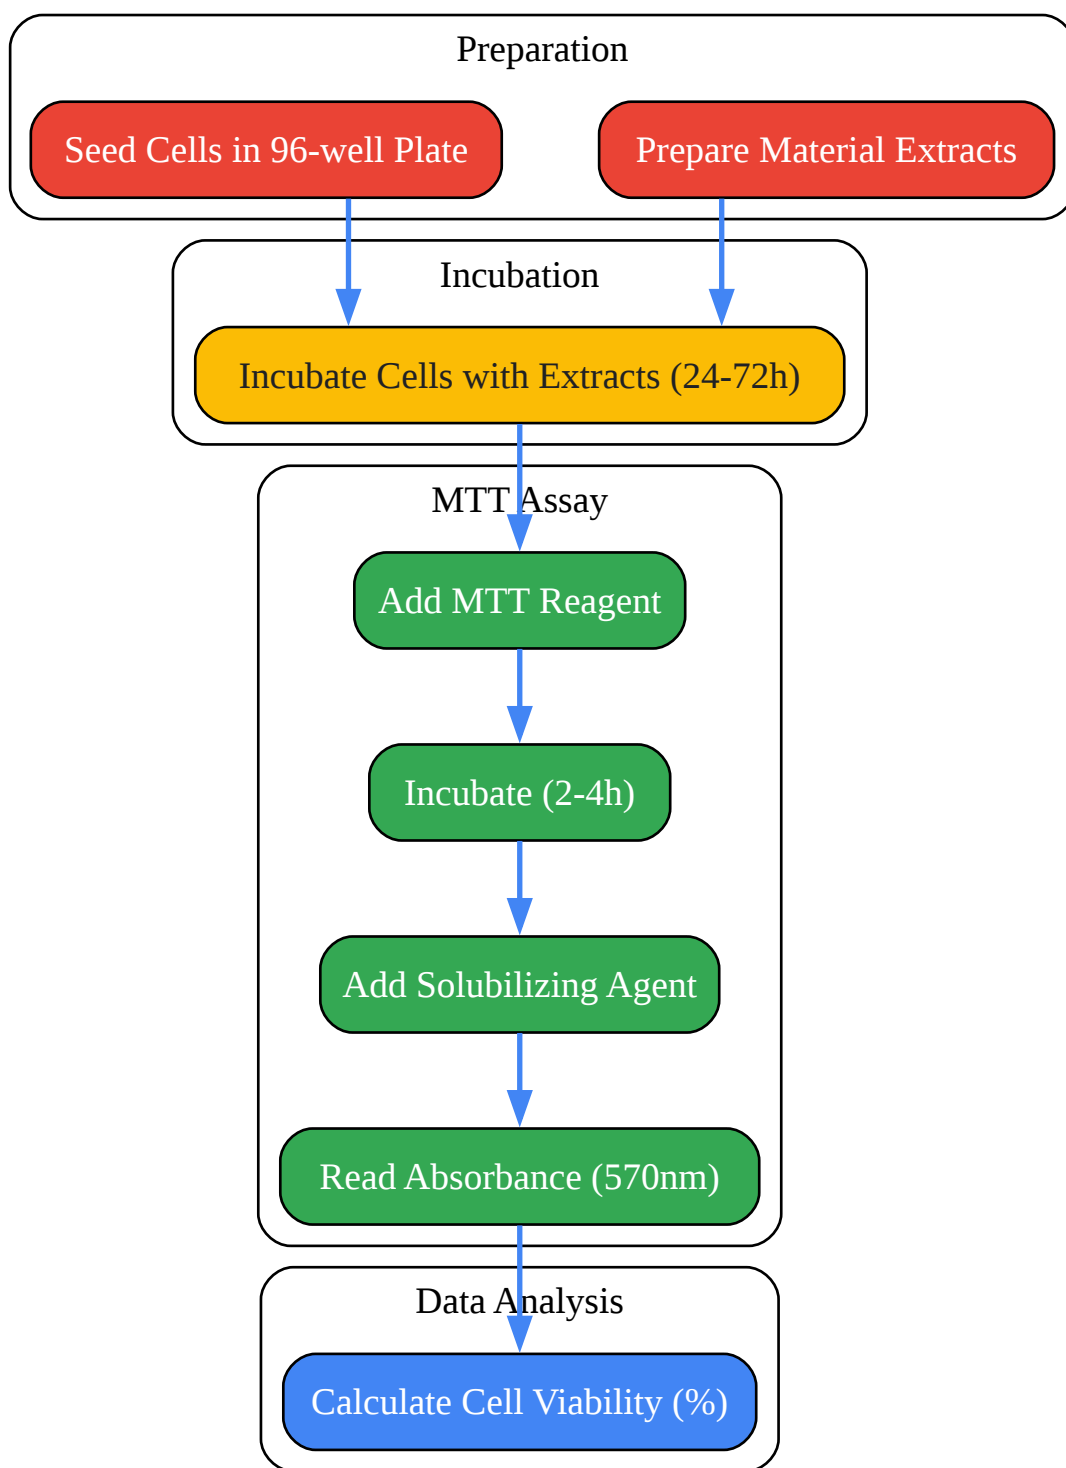 Preparation
Seed Cells in 96-well Plate
Prepare Material Extracts
Incubation
Incubate Cells with Extracts (24-72h)
MTT Assay
Add MTT Reagent
Incubate (2-4h)
Add Solubilizing Agent
Read Absorbance (570nm)
Data Analysis
Calculate Cell Viability (%)